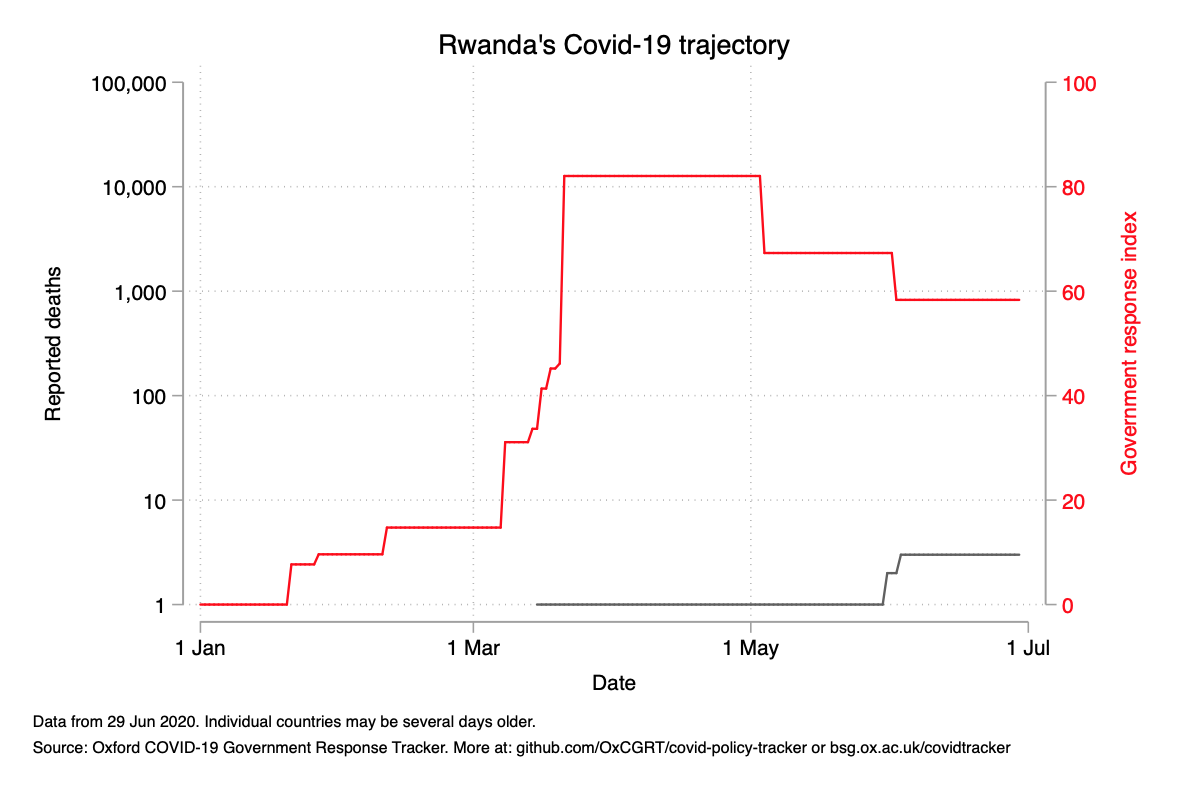 Rwanda's Covid-19 trajectory
100,000
10,000
1,000
100
10
1
Reported deaths
100
80
60
40
20
0
Government response index
1 Jan
1 Mar
1 May
1 Jul
Date
Data from 29 Jun 2020. Individual countries may be several days older.
Source: Oxford COVID-19 Government Response Tracker. More at: github.com/OxCGRT/covid-policy-tracker or bsg.ox.ac.uk/covidtracker